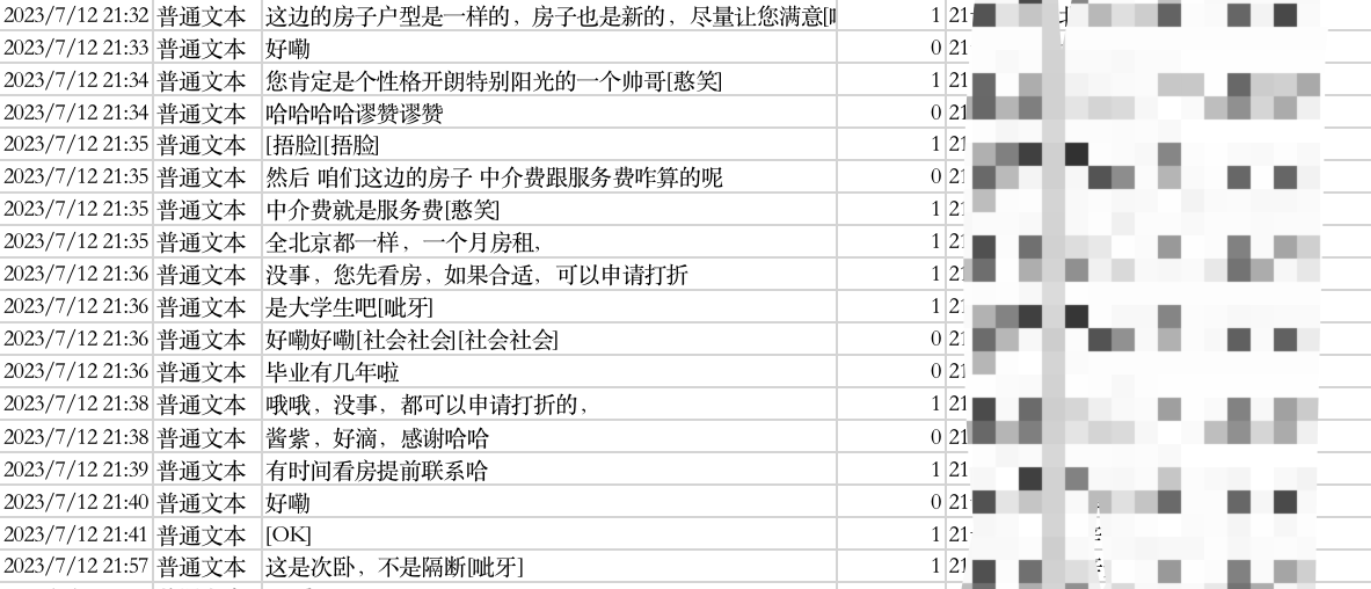 2023/7/12 21:32 普通文本 这边的房子户型是一样的，房子也是新的，尽量让您满意[ 1 21
2023/7/12 21:33 普通文本 好嘞 0 21
2023/7/12 21:34 普通文本 您肯定是个性格开朗特别阳光的一个帅哥[憨笑] 1 21
2023/7/12 21:34 普通文本 哈哈哈哈谬赞谬赞 0 21
2023/7/12 21:35 普通文本 [捂脸][捂脸] 1 21
2023/7/12 21:35 普通文本 然后 咱们这边的房子 中介费跟服务费咋算的呢 0 21
2023/7/12 21:35 普通文本 中介费就是服务费[憨笑] 1 21
2023/7/12 21:35 普通文本 全北京都一样，一个月房租, 1 21
2023/7/12 21:36 普通文本 没事，您先看房，如果合适，可以申请打折 1 21
2023/7/12 21:36 普通文本 是大学生吧[呲牙] 1 21
2023/7/12 21:36 普通文本 好嘞好嘞[社会社会][社会社会] 0 21
2023/7/12 21:36 普通文本 毕业有几年啦 0 21
2023/7/12 21:38 普通文本 哦哦，没事，都可以申请打折的， 1 21
2023/7/12 21:38 普通文本 酱紫，好滴，感谢哈哈 0 21
2023/7/12 21:39 普通文本 有时间看房提前联系哈 1 21
2023/7/12 21:40 普通文本 好嘞 0 21
2023/7/12 21:41 普通文本 [OK] 1 21
2023/7/12 21:57 普通文本 这是次卧，不是隔断[呲牙] 1 21